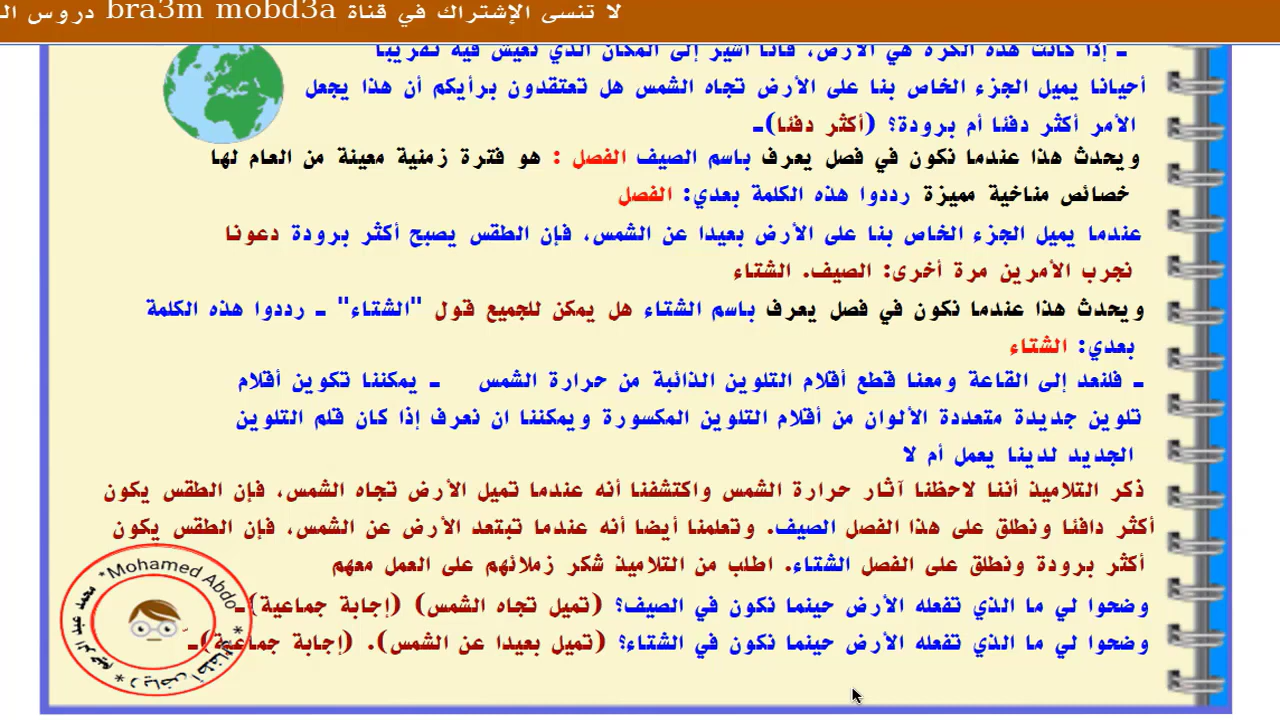 لا تنسى الإشتراك في قناة bra3m mobd3a دروس
ـ إذا كانت هذه الكرة هي الأرض، فأنا أشير إلى المكان الذي نعيش فيه تقريبا
أحيانا يميل الجزء الخاص بنا على الأرض تجاه الشمس هل تعتقدون برأيكم أن هذا يجعل
الأمر أكثر دفئا أم برودة؟ (أكثر دفئا)ـ
ويحدث هذا عندما نكون في فصل يعرف باسم الصيف الفصل : هو فترة زمنية معينة من العام لها
خصائص مناخية مميزة رددوا هذه الكلمة بعدي: الفصل
عندما يميل الجزء الخاص بنا على الأرض بعيدا عن الشمس، فإن الطقس يصبح أكثر برودة دعونا
نجرب الأمرين مرة أخرى: الصيف. الشتاء
ويحدث هذا عندما نكون في فصل يعرف باسم الشتاء هل يمكن للجميع قول "الشتاء" ـ رددوا هذه الكلمة
بعدي: الشتاء
ـ فلنعد إلى القاعة ومعنا قطع أقلام التلوين الذائبة من حرارة الشمس ـ يمكننا تكوين أقلام
تلوين جديدة متعددة الألوان من أقلام التلوين المكسورة ويمكننا ان نعرف إذا كان قلم التلوين
الجديد لدينا يعمل أم لا
ذكر التلاميذ أننا لاحظنا آثار حرارة الشمس واكتشفنا أنه عندما تميل الأرض تجاه الشمس، فإن الطقس يكون
أكثر دافئا ونطلق على هذا الفصل الصيف. وتعلمنا أيضا أنه عندما تبتعد الأرض عن الشمس، فإن الطقس يكون
أكثر برودة ونطلق على الفصل الشتاء. اطلب من التلاميذ شكر زملائهم على العمل معهم
وضحوا لي ما الذي تفعله الأرض حينما نكون في الصيف؟ (تميل تجاه الشمس) (إجابة جماعية)ـ
وضحوا لي ما الذي تفعله الأرض حينما نكون في الشتاء؟ (تميل بعيدا عن الشمس). (إجابة جماعية)ـ
*Mohamed Abdo*
محمد عبد الرحيم * رياض أطفال